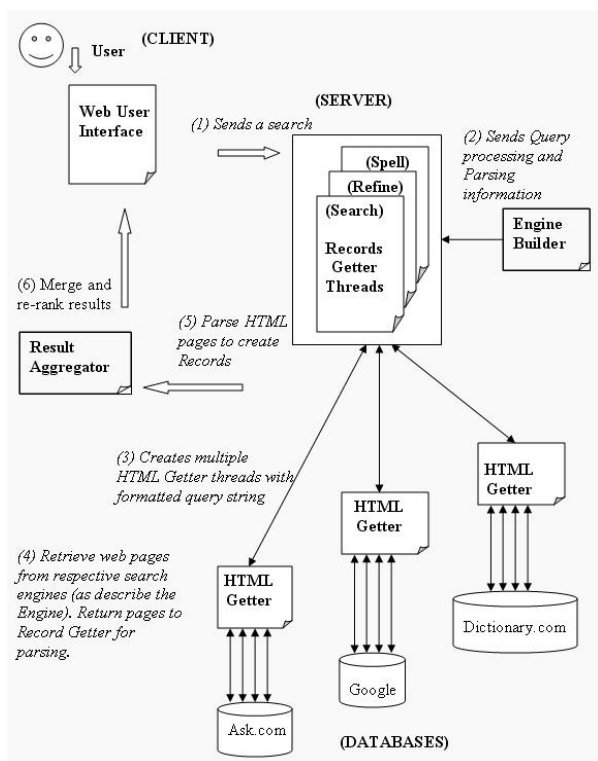 (CLIENT)
User
Web User
Interface
(1) Sends a search
(SERVER)
(Spell)
(Refine)
(Search)
Records
Getter
Threads
(2) Sends Query
processing and
Parsing
information
Engine
Builder
(6) Merge and
re-rank results
(5) Parse HTML
pages to create
Records
Result
Aggregator
(3) Creates multiple
HTML Getter threads with
formatted query string
HTML
Getter
HTML
Getter
(4) Retrieve web pages
from respective search
engines (as describe the
Engine). Return pages to
Record Getter for
parsing.
HTML
Getter
Dictionary.com
Google
Ask.com
(DATABASES)